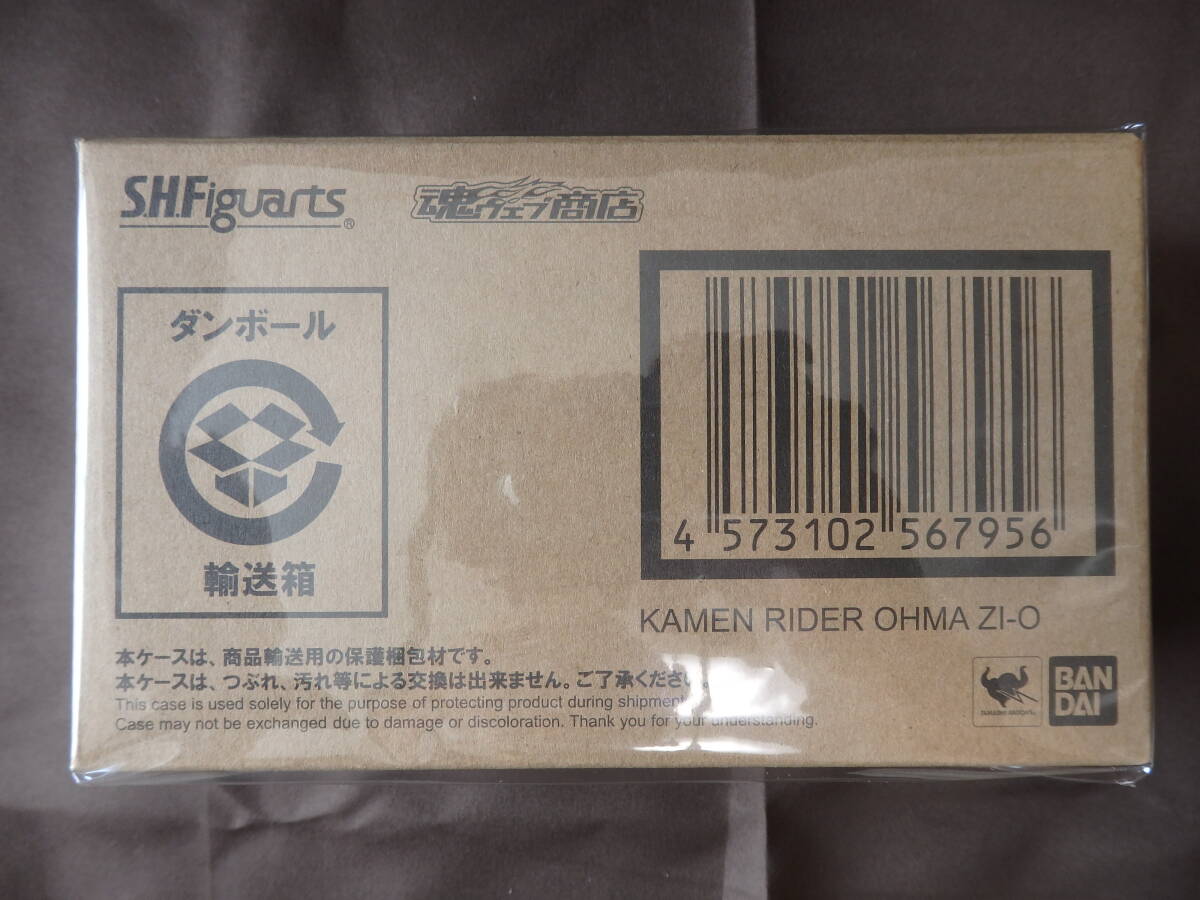 S.H.Figuarts®
魂ウェブ商店
ダンボール
輸送箱
4 573102 567956
KAMEN RIDER OHMA ZI-O
本ケースは、商品輸送用の保護梱包材です。
本ケースは、つぶれ、汚れ等による交換は出来ません。ご了承ください。
This case is used solely for the purpose of protecting product during shipment
Case may not be exchanged due to damage or discoloration. Thank you for your understanding.
TAMASHII NATIONS
BAN
DAI